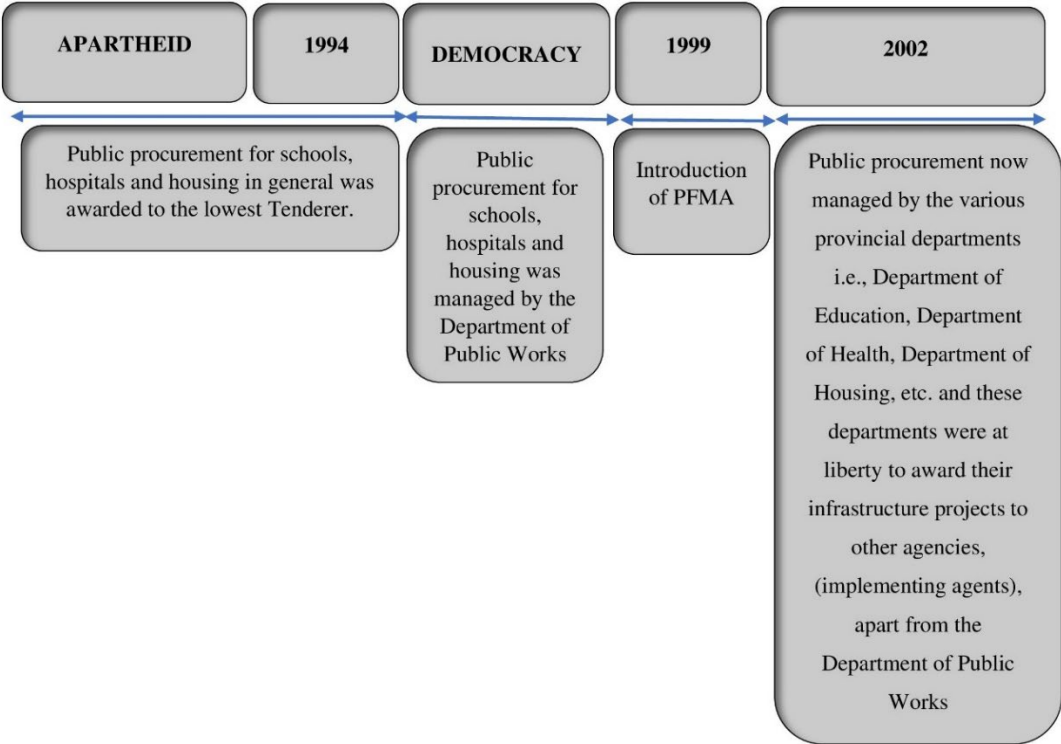 APARTHEID
1994
DEMOCRACY
1999
2002
Public procurement for schools,
hospitals and housing in general was
awarded to the lowest Tenderer.
Public
procurement for
schools,
hospitals and
housing was
managed by the
Department of
Public Works
Introduction
of PFMA
Public procurement now
managed by the various
provincial departments
i.e., Department of
Education, Department
of Health, Department of
Housing, etc. and these
departments were at
liberty to award their
infrastructure projects to
other agencies,
(implementing agents),
apart from the
Department of Public
Works